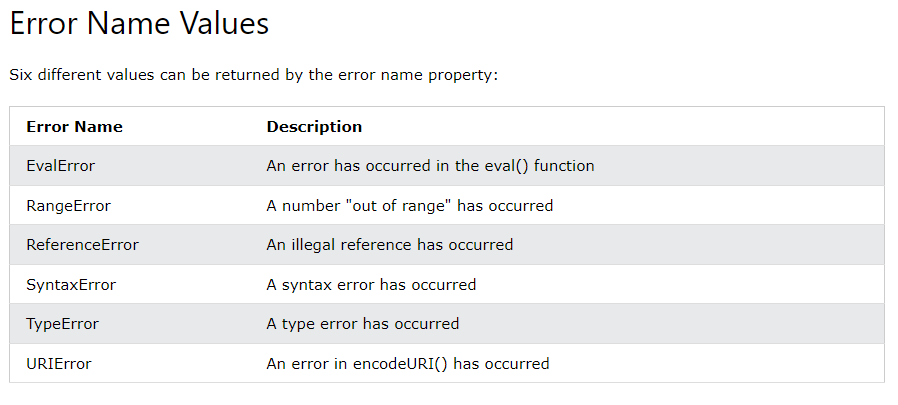 Error Name Values
Six different values can be returned by the error name property:
Error Name Description
EvalError An error has occurred in the eval() function
RangeError A number "out of range" has occurred
ReferenceError An illegal reference has occurred
SyntaxError A syntax error has occurred
TypeError A type error has occurred
URIError An error in encodeURI() has occurred